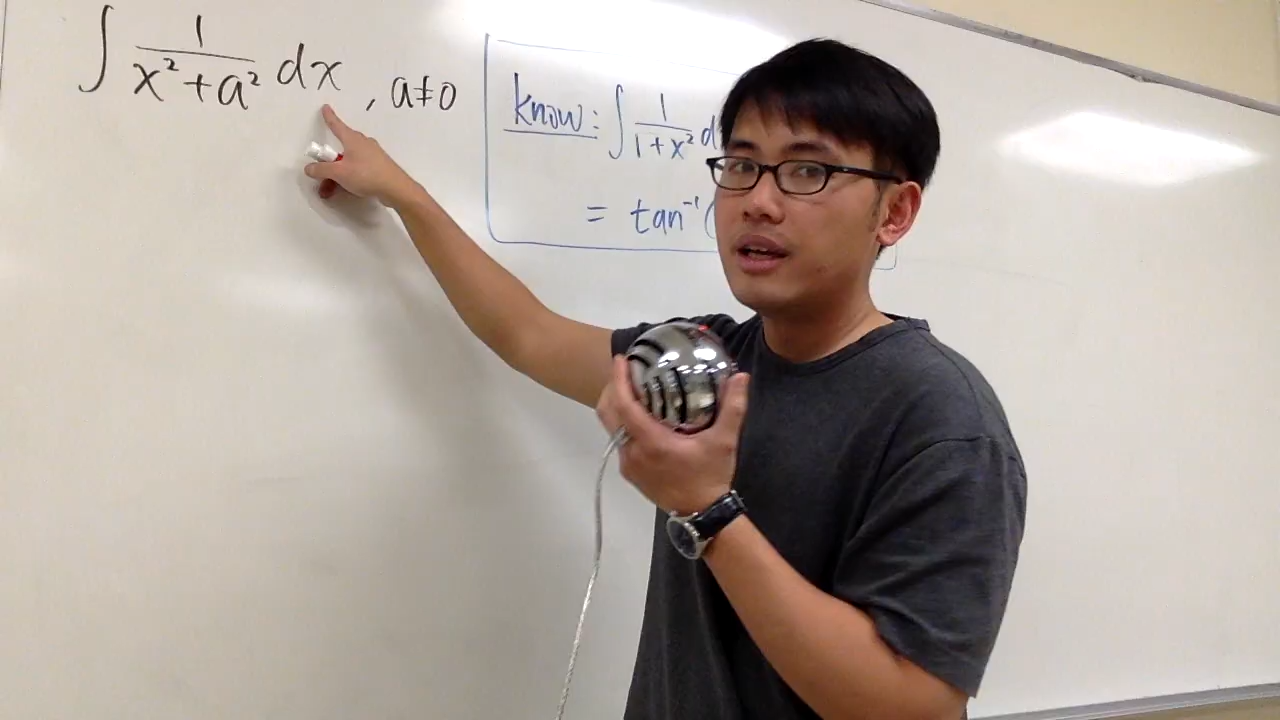 ∫ 1/(x² + a²) dx , a ≠ 0
know: ∫ 1/(1 + x²) d
= tan⁻¹(